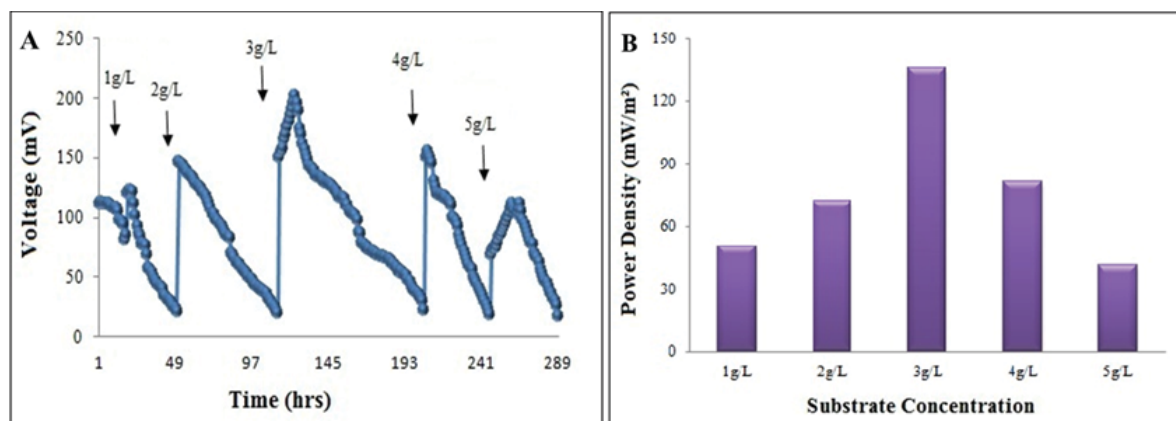 A
Voltage (mV)
250
200
150
100
50
0
1g/L
2g/L
3g/L
4g/L
5g/L
1 49 97 145 193 241 289
Time (hrs)
B
Power Density (mW/m²)
150
120
90
60
30
0
1g/L 2g/L 3g/L 4g/L 5g/L
Substrate Concentration